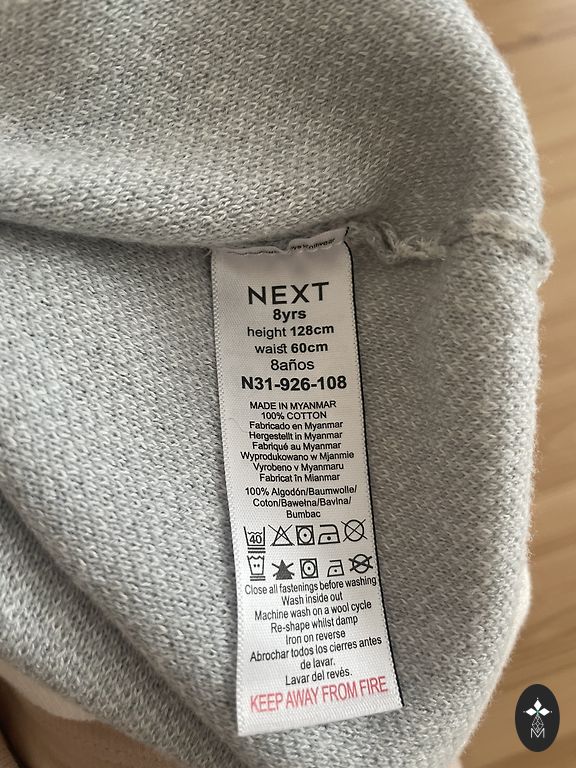 NEXT
8yrs
height 128cm
waist 60cm
8años
N31-926-108
MADE IN MYANMAR
100% COTTON
Fabricado en Myanmar
Hergestellt in Myanmar
Fabriqué au Myanmar
Wyprodukowano w Mjanmie
Vyrobeno v Myanmaru
Fabricat în Mianmar
100% Algodón/Baumwolle/
Coton/Bawełna/Bavlna/
Bumbac
40
Close all fastenings before washing
Wash inside out
Machine wash on a wool cycle
Re-shape whilst damp
Iron on reverse
Abrochar todos los cierres antes
de lavar.
Lavar del revés.
KEEP AWAY FROM FIRE
M